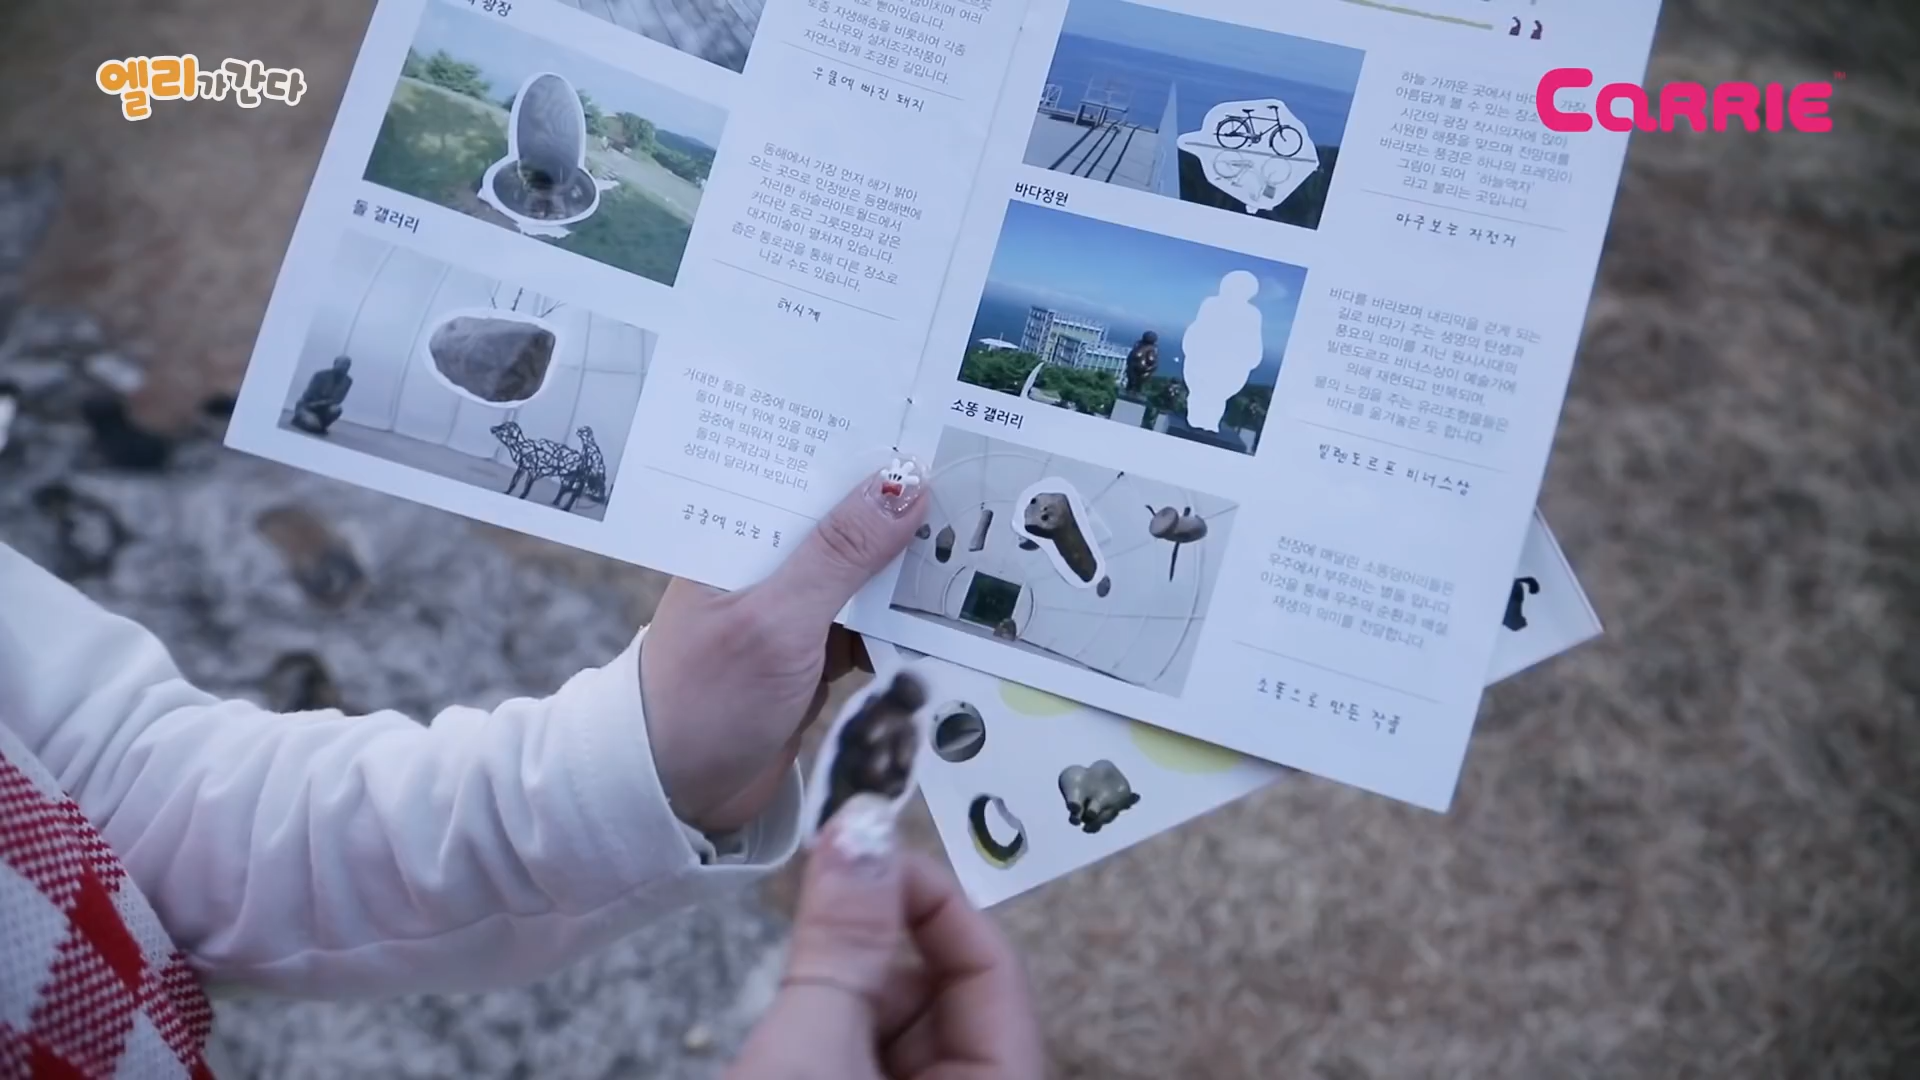 엘리가간다
CARRIE
광장
토종 자생해송을 비롯하여 각종
소나무와 설치조각작품이
자연스럽게 조경된 길입니다.
우물에 빠진 돼지
동해에서 가장 먼저 해가 밝아
오는 곳으로 인정받은 등명해변에
자리한 하슬라아트월드에서
커다란 둥근 그릇모양과 같은
대지미술이 펼쳐져 있습니다.
좁은 통로관을 통해 다른 장소로
나갈 수도 있습니다.
해시계
돌 갤러리
거대한 돌을 공중에 매달아 놓아
돌이 바닥 위에 있을 때와
공중에 띄워져 있을 때
돌의 무게감과 느낌은
상당히 달라져 보입니다.
공중에 있는 돌
하늘 가까운 곳에서 바다 가장
아름답게 볼 수 있는 장소
시간의 광장 착시의자에 앉아
시원한 해풍을 맞으며 전망대를
바라보는 풍경은 하나의 프레임이
그림이 되어 '하늘액자'
라고 불리는 곳입니다.
마주보는 자전거
바다정원
바다를 바라보며 내리막을 걷게 되는
길로 바다가 주는 생명의 탄생과
풍요의 의미를 지닌 원시시대의
빌렌도르프 비너스상이 예술가에
의해 재현되고 반복되며,
물의 느낌을 주는 유리조형물들은
바다를 옮겨놓은 듯 합니다.
빌렌도르프 비너스상
소똥 갤러리
천장에 매달린 소똥덩어리들은
우주에서 부유하는 별들 입니다.
이것을 통해 우주의 순환과 배설,
재생의 의미를 전달합니다.
소똥으로 만든 작품